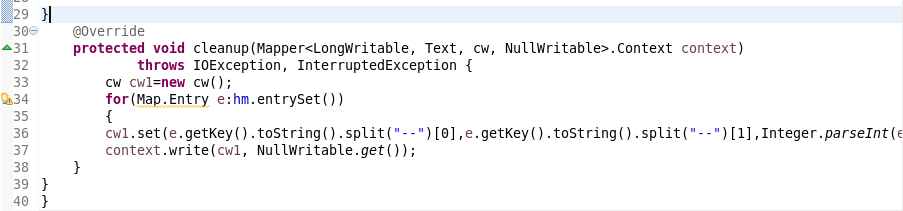 29 }
30 @Override
31 protected void cleanup(Mapper<LongWritable, Text, cw, NullWritable>.Context context)
32 throws IOException, InterruptedException {
33 cw cw1=new cw();
34 for(Map.Entry e:hm.entrySet())
35 {
36 cw1.set(e.getKey().toString().split("--")[0],e.getKey().toString().split("--")[1],Integer.parseInt(e
37 context.write(cw1, NullWritable.get());
38 }
39 }
40 }